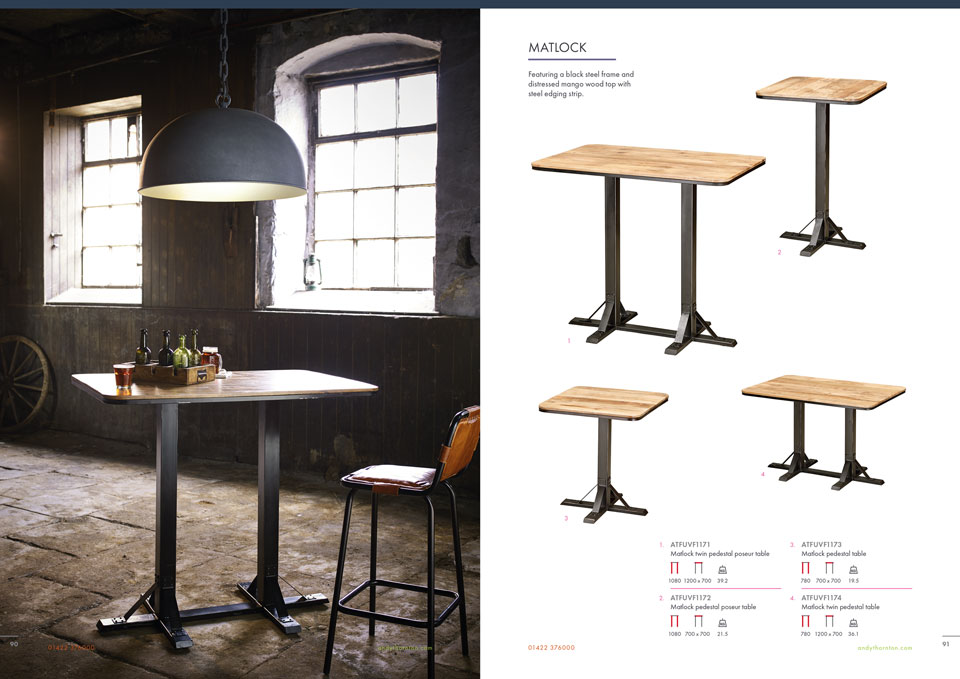 MATLOCK
Featuring a black steel frame and
distressed mango wood top with
steel edging strip.
2
1
4
3
1. ATFUVF1171
Matlock twin pedestal poseur table
1080 1200 x 700 39.2
2. ATFUVF1172
Matlock pedestal poseur table
1080 700 x 700 21.5
3. ATFUVF1173
Matlock pedestal table
780 700 x 700 19.5
4. ATFUVF1174
Matlock twin pedestal table
780 1200 x 700 36.1
90
01422 376000
andythornton.com
01422 376000
andythornton.com
91